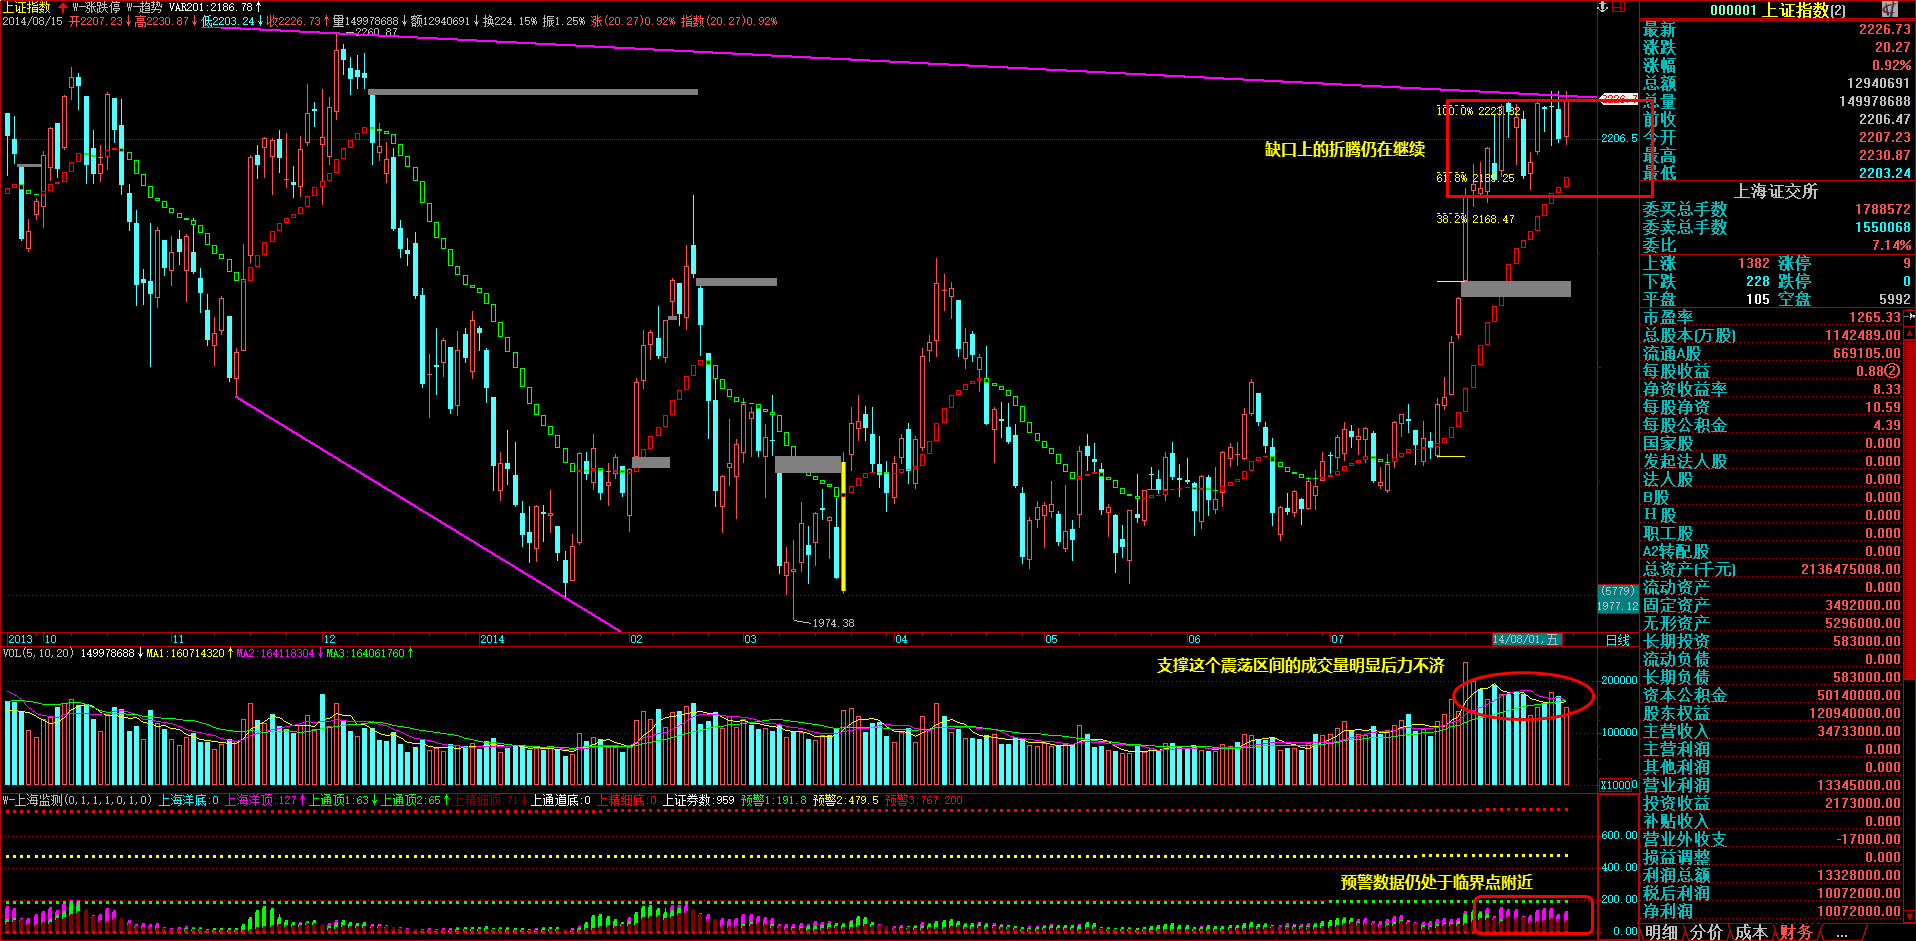 上证指数 W-涨跌停 W-趋势 VAR201:2186.78↑
2014/08/15 开2207.23↓高2230.87↓低2203.24↓收2226.73↑量149978688↓额12940691↓换224.15% 振1.25% 涨(20.27)0.92% 指数(20.27)0.92%
2260.87
100.0% 2223.82
缺口上的折腾仍在继续
38.2% 2168.47
1974.38
2206.5
(5779)
1977.12
2013 10 11 12 2014 02 03 04 05 06 07 14/08/01,五 日线
VOL(5,10,20) 149978688↓MA1:160714320↑MA2:164118304↓MA3:164061760↑
支撑这个震荡区间的成交量明显后力不济
200000
100000
X10000
W-上海监测(0,1,1,1,0,1,0) 上海洋底:0 上海洋顶:127↑上通顶1:63↓上通顶2:65↑上精细顶:71↓上通道底:0 上精细底:0 上证券数:959 预警1:191.8 预警2:479.5 预警3:767.200
600.00
400.00
预警数据仍处于临界点附近
200.00
0.00
000001 上证指数(2)
最新 2226.73
涨跌 20.27
涨幅 0.92%
总额 12940691
总量 149978688
前收 2206.47
今开 2207.23
最高 2230.87
最低 2203.24
上海证交所
委买总手数 1788572
委卖总手数 1550068
委比 7.14%
上涨 1382 涨停 9
下跌 228 跌停 0
平盘 105 空盘 5992
市盈率 1265.33
总股本(万股) 1142489.00
流通A股 669105.00
每股收益 0.88②
净资收益率 8.33
每股净资 10.59
每股公积金 4.39
国家股 0.000
发起法人股 0.000
法人股 0.000
B股 0.000
H股 0.000
职工股 0.000
A2转配股 0.000
总资产(千元) 2136475008.00
流动资产 0.000
固定资产 3492000.00
无形资产 5296000.00
长期投资 583000.00
流动负债 0.000
长期负债 583000.00
资本公积金 50140000.00
股东权益 120940000.00
主营收入 34733000.00
主营利润 0.000
其他利润 0.000
营业利润 13345000.00
投资收益 2173000.00
补贴收入 0.000
营业外收支 -17000.00
损益调整 0.000
利润总额 13328000.00
税后利润 10072000.00
净利润 10072000.00
明细 分价 成本 财务 ...